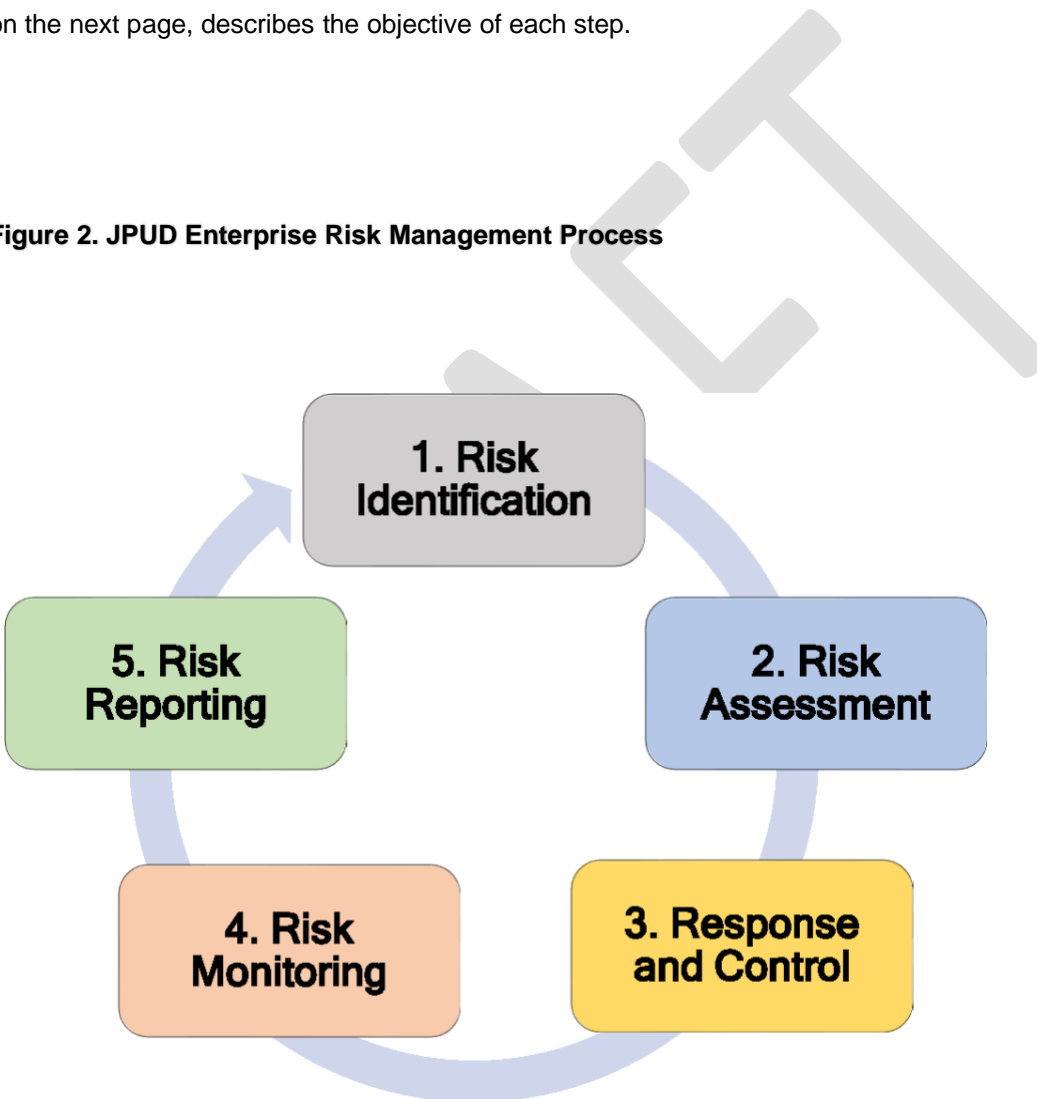 on the next page, describes the objective of each step.
Figure 2. JPUD Enterprise Risk Management Process
1. Risk
Identification
5. Risk
Reporting
2. Risk
Assessment
4. Risk
Monitoring
3. Response
and Control